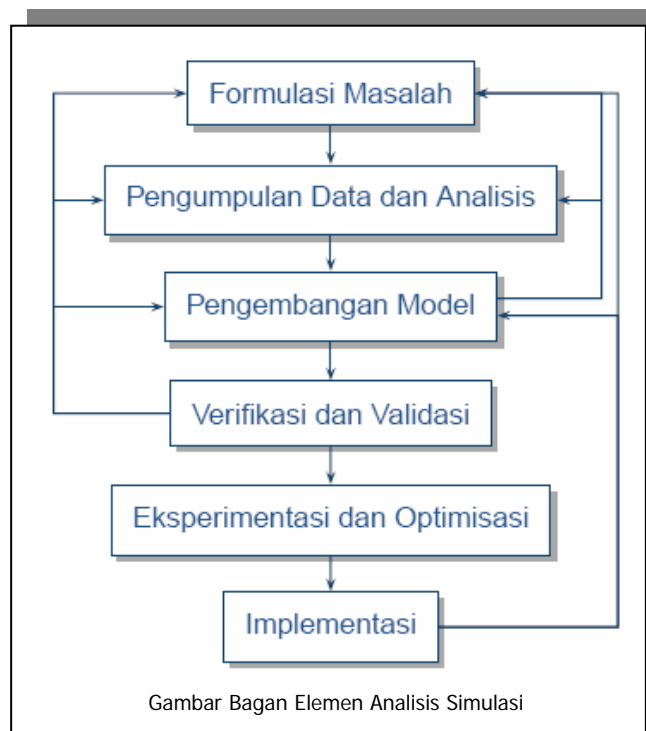 Formulasi Masalah
Pengumpulan Data dan Analisis
Pengembangan Model
Verifikasi dan Validasi
Eksperimentasi dan Optimisasi
Implementasi
Gambar Bagan Elemen Analisis Simulasi